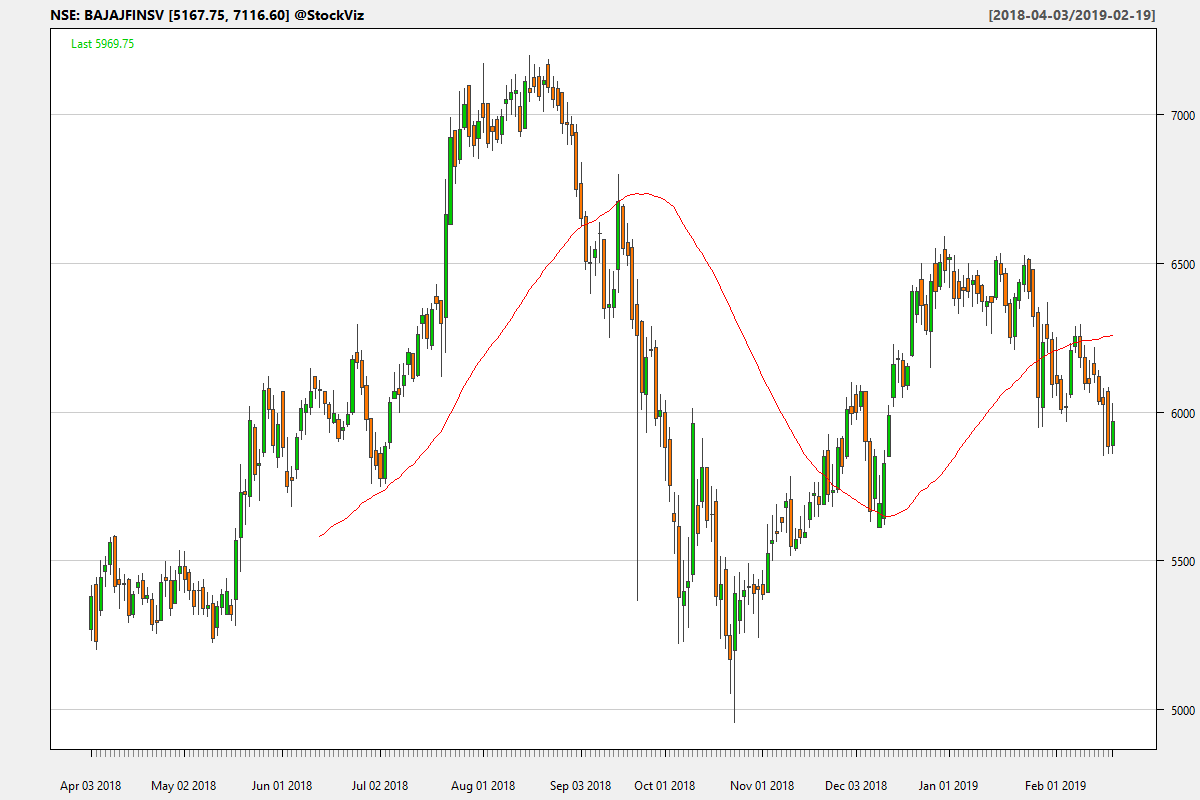 NSE: BAJAJFINSV [5167.75, 7116.60] @StockViz [2018-04-03/2019-02-19]
Last 5969.75
7000
6500
6000
5500
5000
Apr 03 2018 May 02 2018 Jun 01 2018 Jul 02 2018 Aug 01 2018 Sep 03 2018 Oct 01 2018 Nov 01 2018 Dec 03 2018 Jan 01 2019 Feb 01 2019